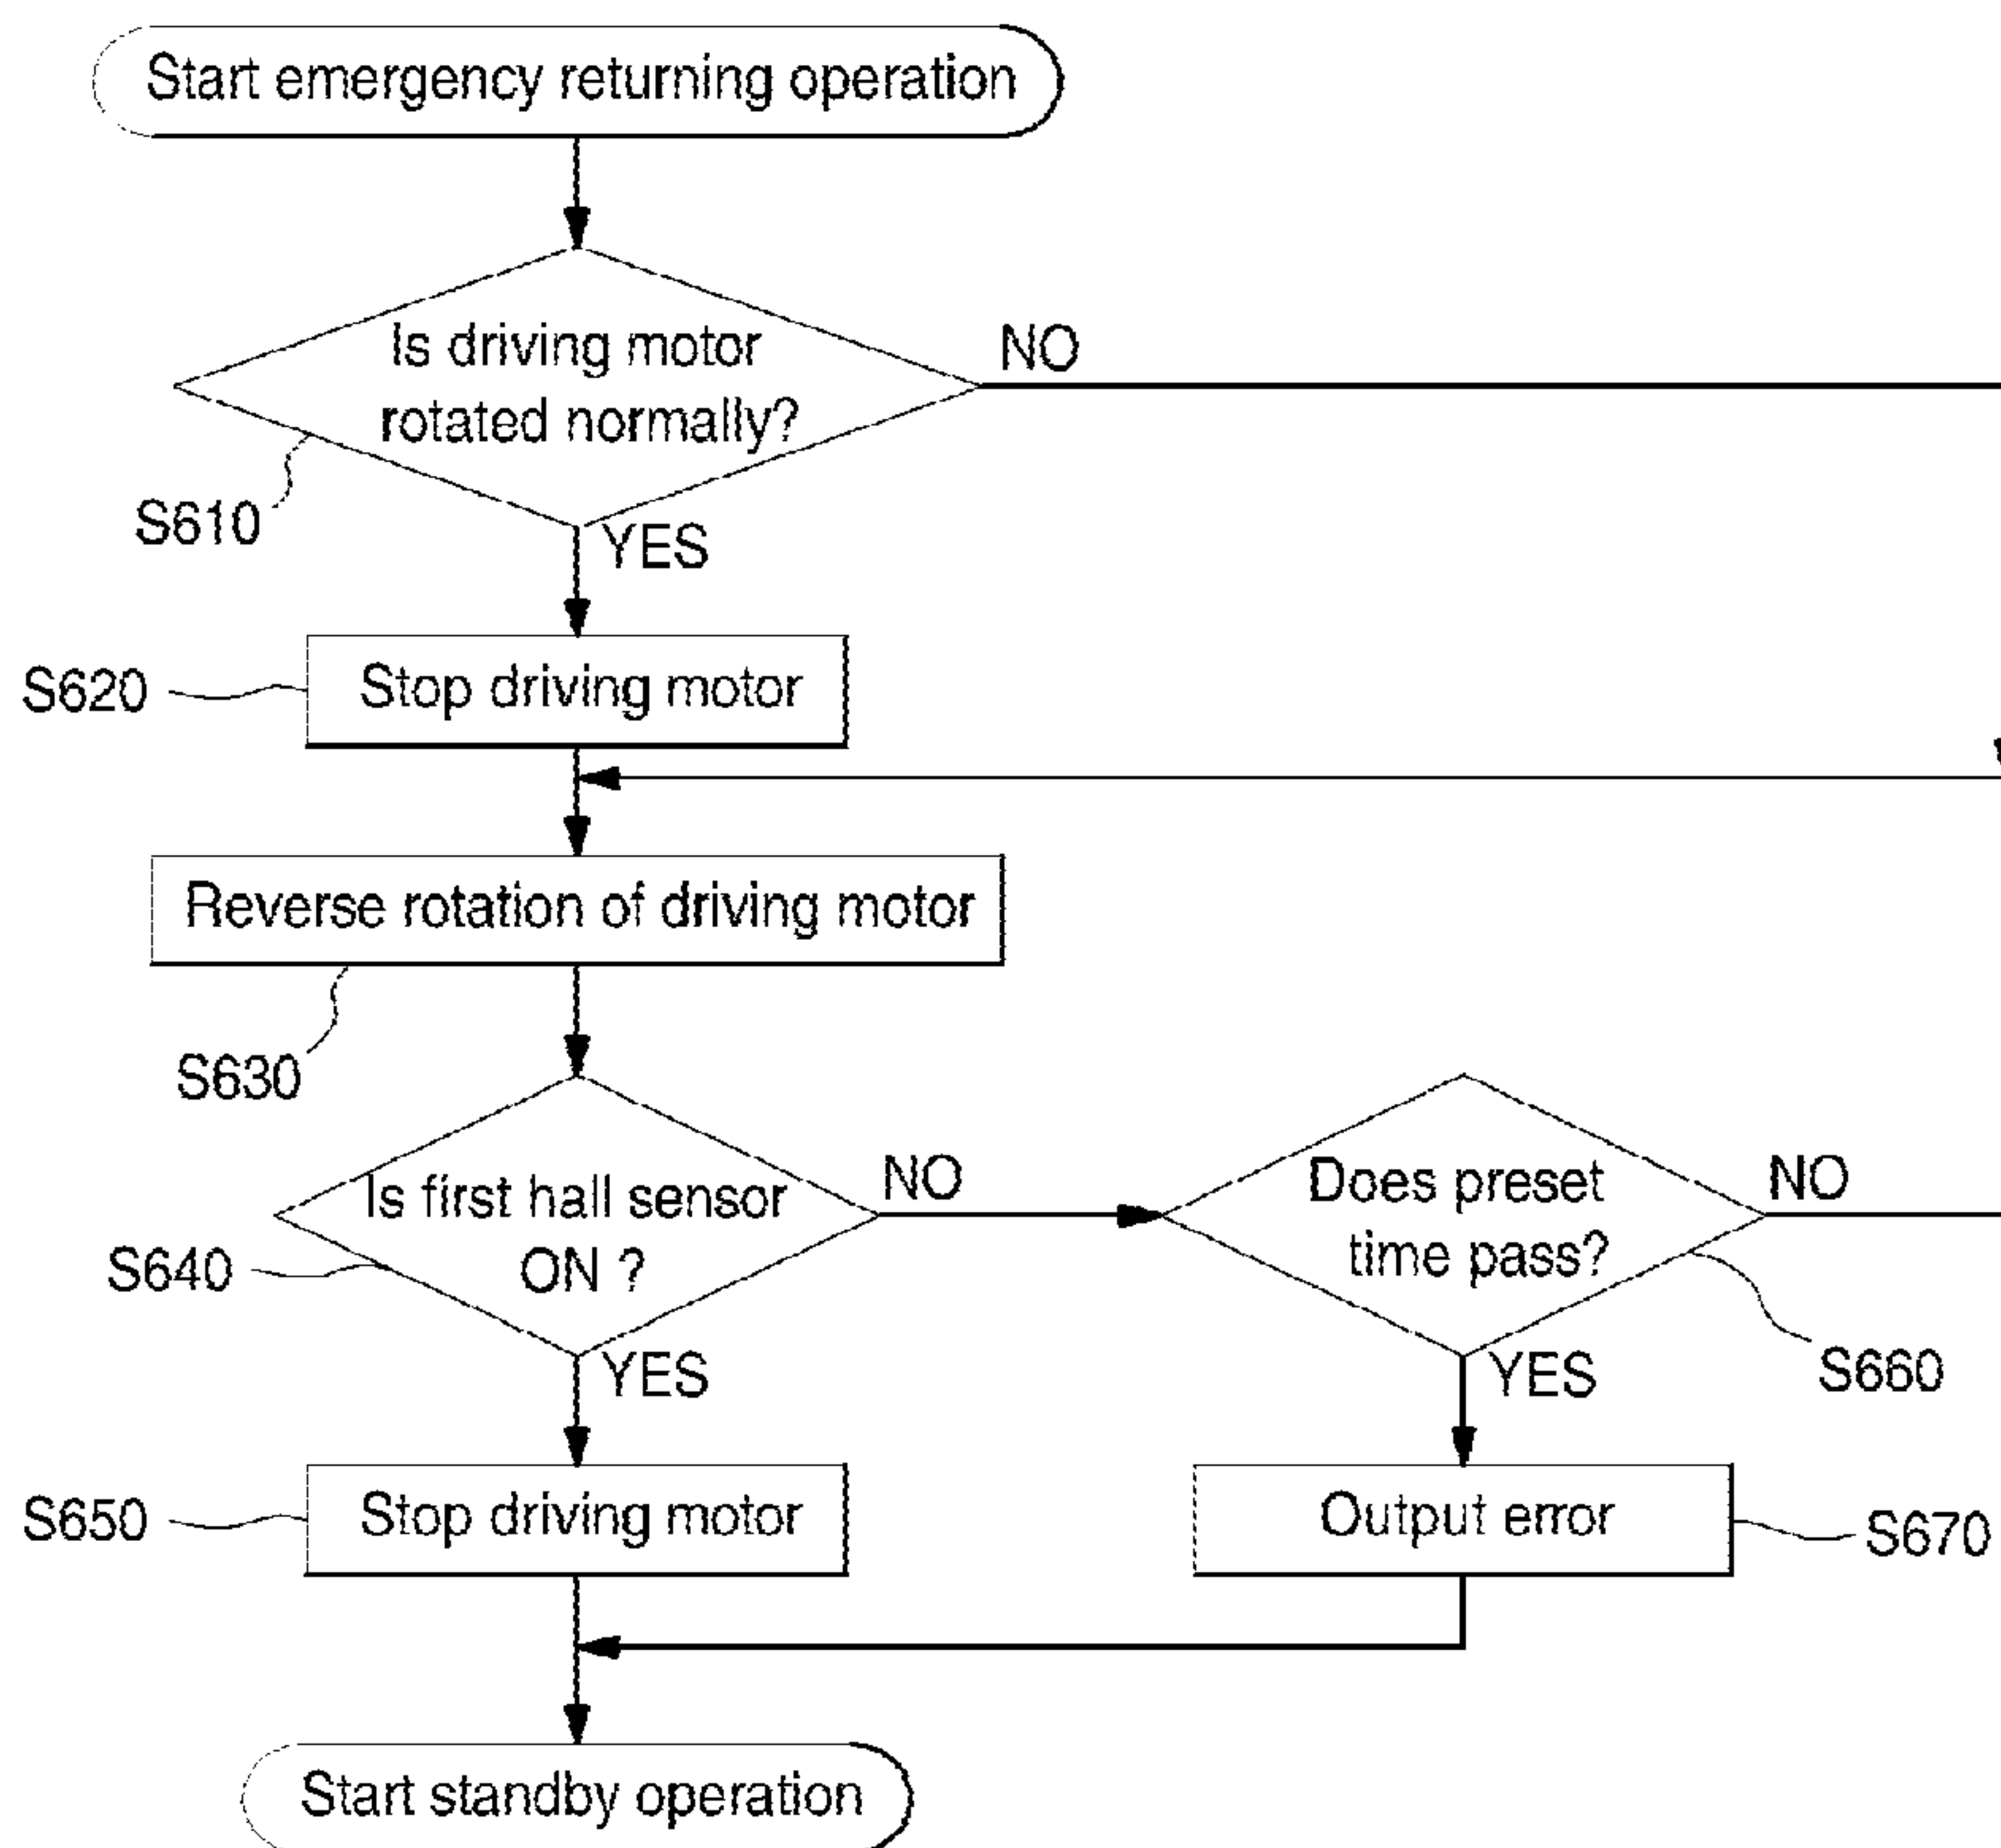 Start emergency returning operation
Is driving motor
rotated normally?
NO
S610
YES
S620
Stop driving motor
Reverse rotation of driving motor
S630
Is first hall sensor
ON ?
NO
Does preset
time pass?
NO
S640
S660
YES
YES
S650
Stop driving motor
Output error
S670
Start standby operation